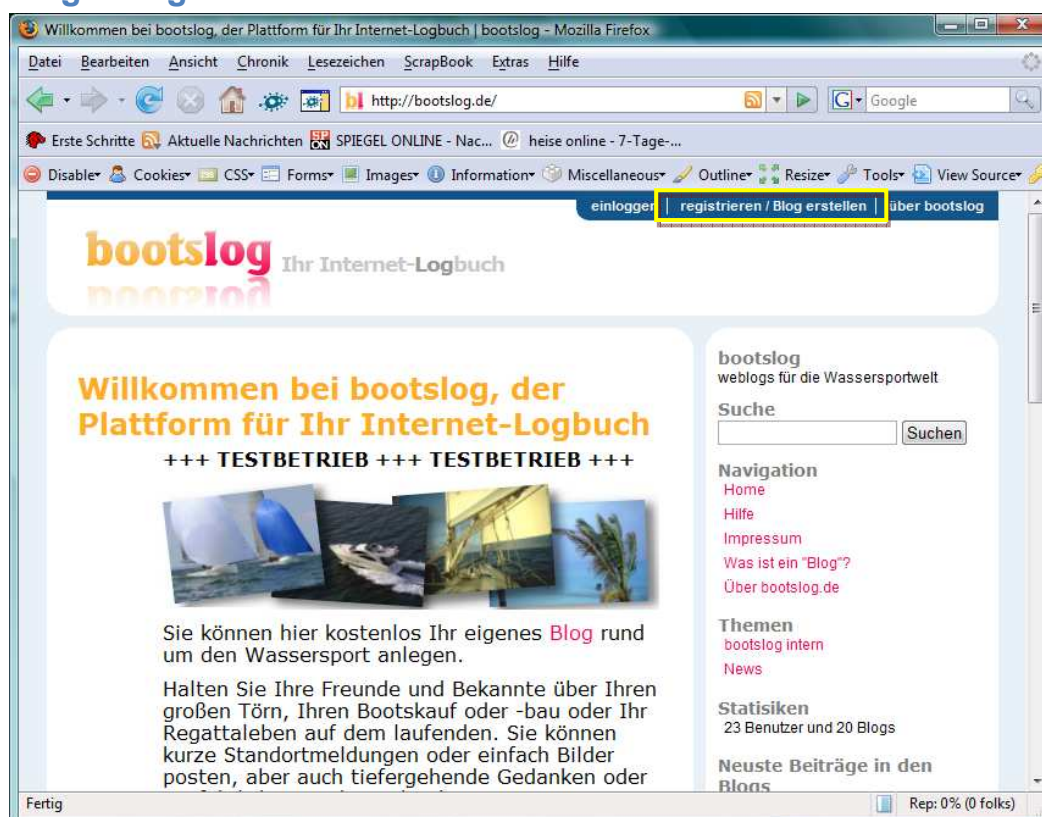 Willkommen bei bootslog, der Plattform für Ihr Internet-Logbuch | bootslog - Mozilla Firefox
Datei Bearbeiten Ansicht Chronik Lesezeichen ScrapBook Extras Hilfe
http://bootslog.de/ Google
Erste Schritte Aktuelle Nachrichten SPIEGEL ONLINE - Nac... heise online - 7-Tage-...
Disable Cookies CSS Forms Images Information Miscellaneous Outline Resize Tools View Source
einloggen | registrieren / Blog erstellen | über bootslog
bootslog Ihr Internet-Logbuch
Willkommen bei bootslog, der
Plattform für Ihr Internet-Logbuch
+++ TESTBETRIEB +++ TESTBETRIEB +++
Sie können hier kostenlos Ihr eigenes Blog rund
um den Wassersport anlegen.
Halten Sie Ihre Freunde und Bekannte über Ihren
großen Törn, Ihren Bootskauf oder -bau oder Ihr
Regattaleben auf dem laufenden. Sie können
kurze Standortmeldungen oder einfach Bilder
posten, aber auch tiefergehende Gedanken oder
bootslog
weblogs für die Wassersportwelt
Suche
Suchen
Navigation
Home
Hilfe
Impressum
Was ist ein "Blog"?
Über bootslog.de
Themen
bootslog intern
News
Statisiken
23 Benutzer und 20 Blogs
Neuste Beiträge in den
Blogs
Fertig Rep: 0% (0 folks)